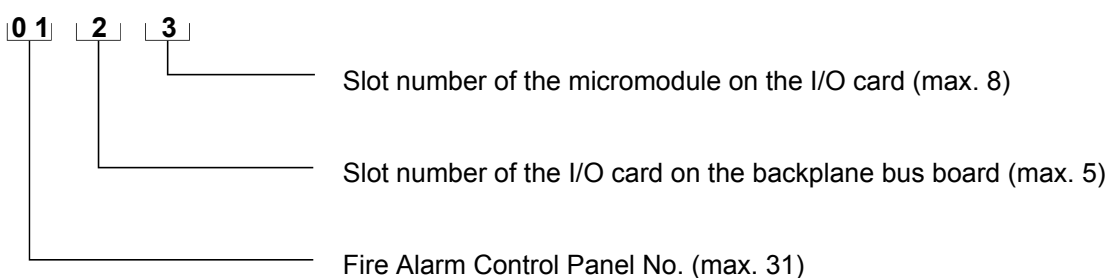 0 1 2 3
Slot number of the micromodule on the I/O card (max. 8)
Slot number of the I/O card on the backplane bus board (max. 5)
Fire Alarm Control Panel No. (max. 31)